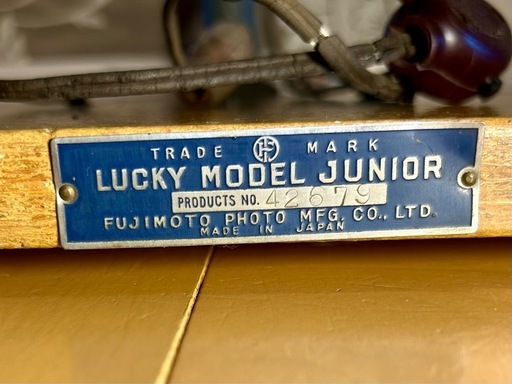 TRADE MARK
LUCKY MODEL JUNIOR
PRODUCTS NO. 42679
FUJIMOTO PHOTO MFG. CO., LTD.
MADE IN JAPAN